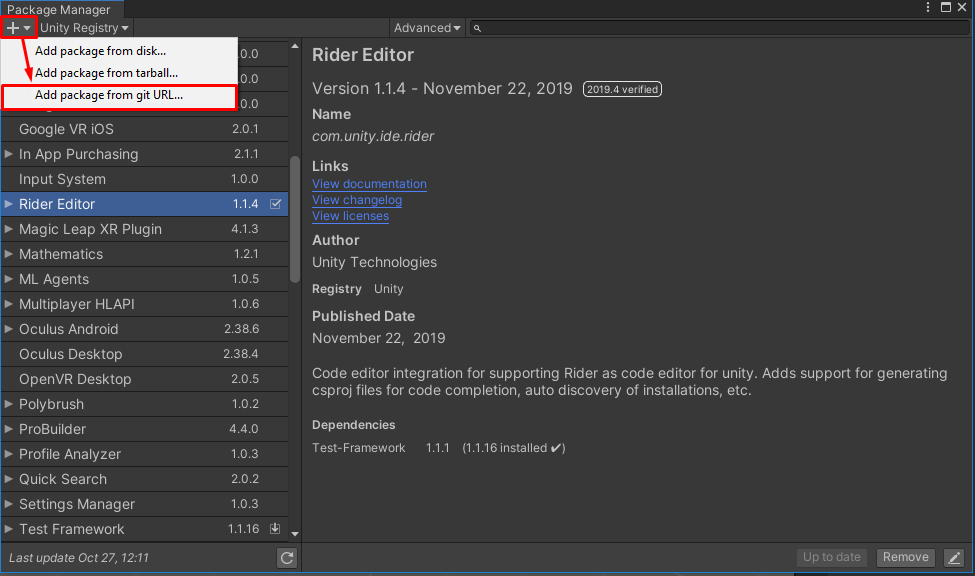 Package Manager
+ Unity Registry Advanced
Add package from disk...
Add package from tarball...
Add package from git URL...
.0.0
.0.0
.0.0
Google VR iOS 2.0.1
In App Purchasing 2.1.1
Input System 1.0.0
Rider Editor 1.1.4
Magic Leap XR Plugin 4.1.3
Mathematics 1.2.1
ML Agents 1.0.5
Multiplayer HLAPI 1.0.6
Oculus Android 2.38.6
Oculus Desktop 2.38.4
OpenVR Desktop 2.0.5
Polybrush 1.0.2
ProBuilder 4.4.0
Profile Analyzer 1.0.3
Quick Search 2.0.2
Settings Manager 1.0.3
Test Framework 1.1.16
Last update Oct 27, 12:11
Rider Editor
Version 1.1.4 - November 22, 2019 2019.4 verified
Name
com.unity.ide.rider
Links
View documentation
View changelog
View licenses
Author
Unity Technologies
Registry Unity
Published Date
November 22, 2019
Code editor integration for supporting Rider as code editor for unity. Adds support for generating
csproj files for code completion, auto discovery of installations, etc.
Dependencies
Test-Framework 1.1.1 (1.1.16 installed ✔)
Up to date Remove